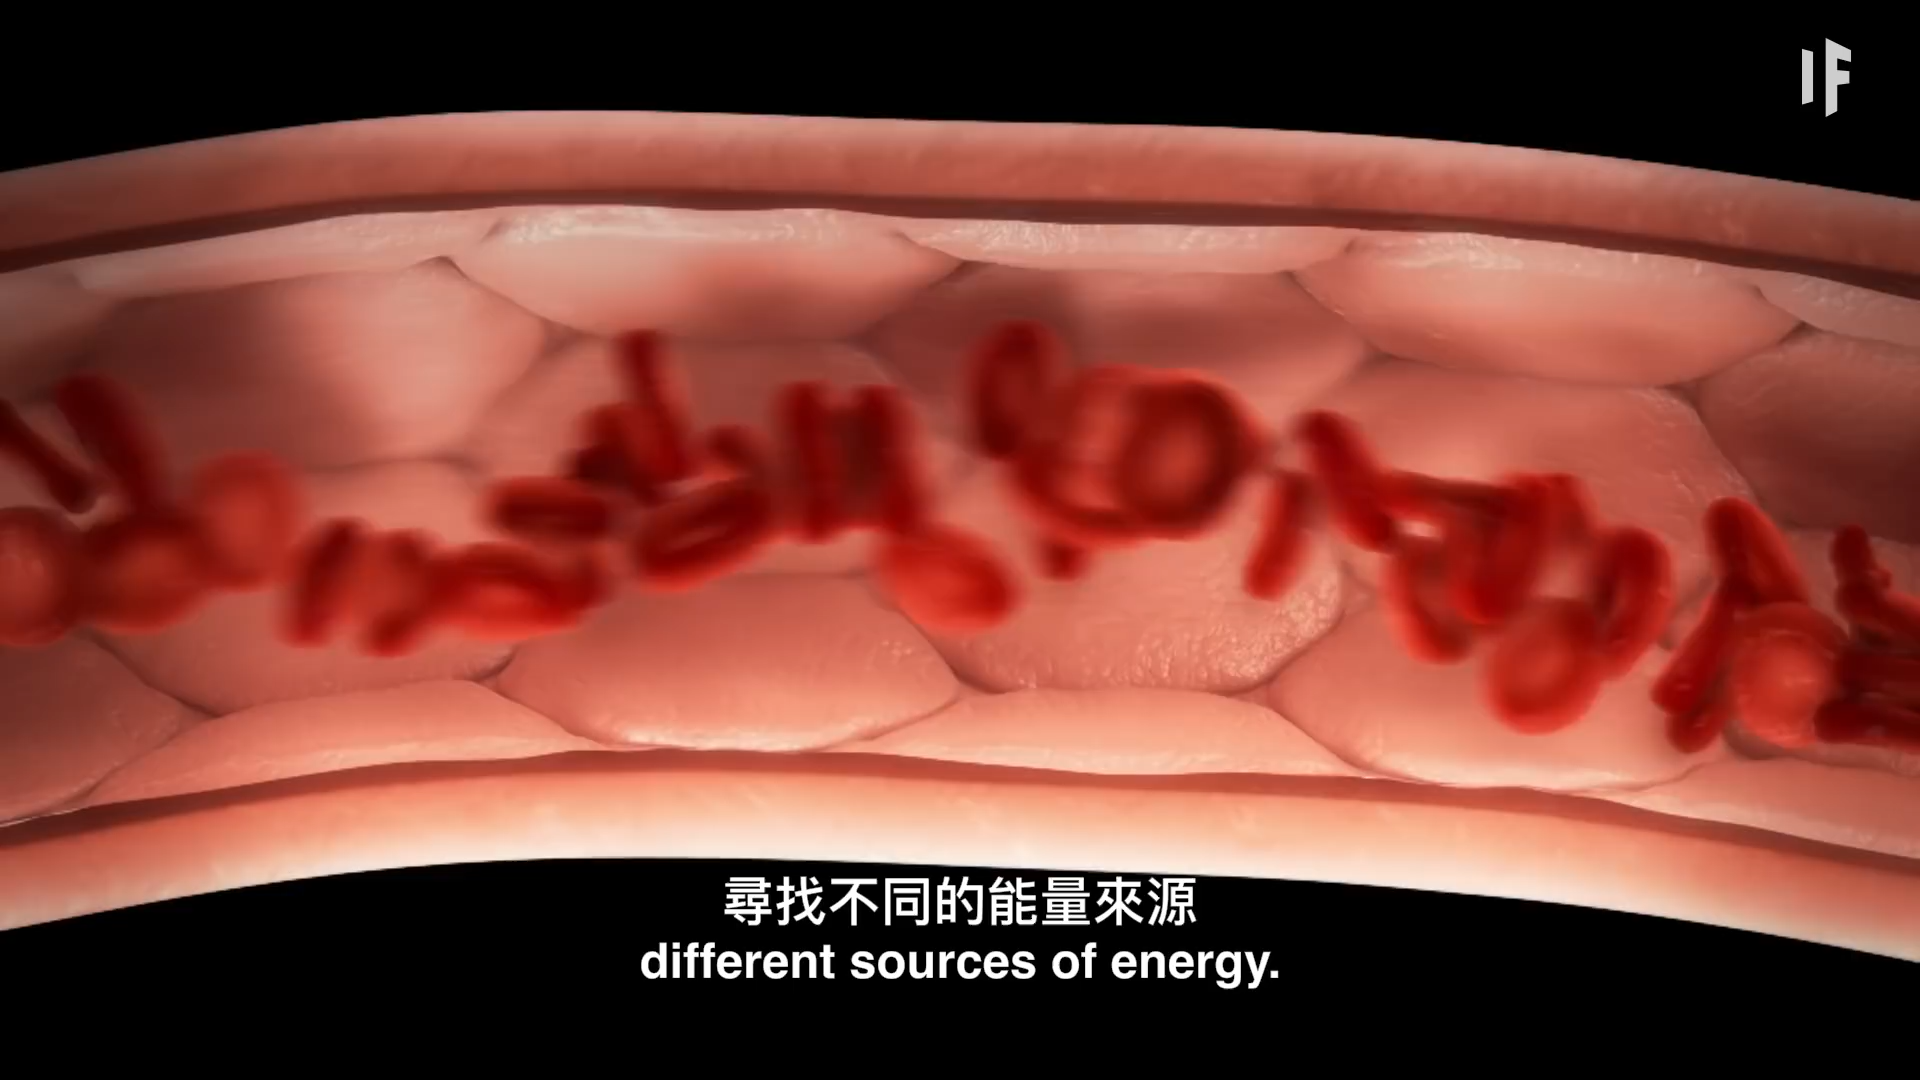 IF
尋找不同的能量來源
different sources of energy.